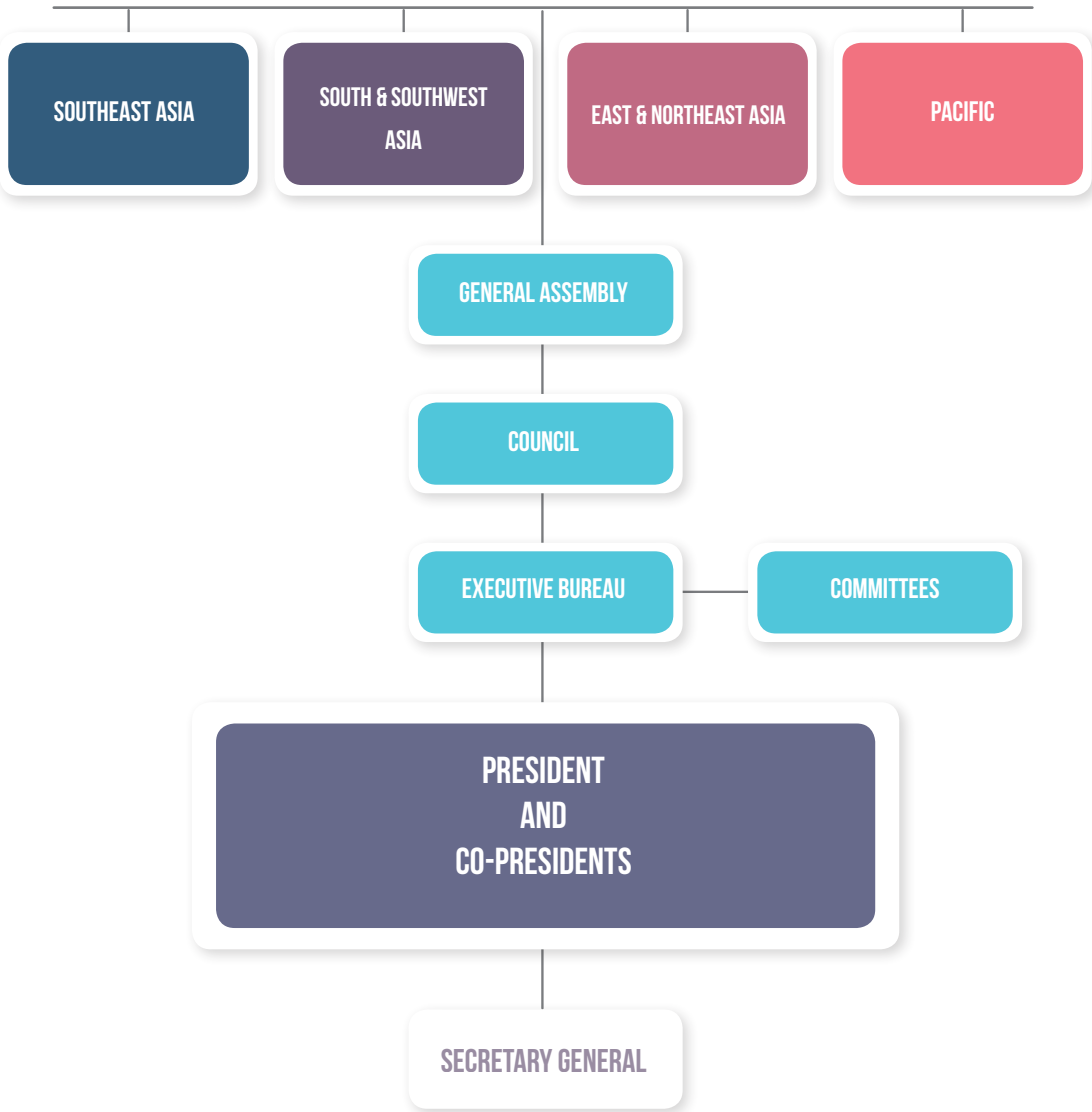 SOUTHEAST ASIA
SOUTH & SOUTHWEST
ASIA
EAST & NORTHEAST ASIA
PACIFIC
GENERAL ASSEMBLY
COUNCIL
EXECUTIVE BUREAU
COMMITTEES
PRESIDENT
AND
CO-PRESIDENTS
SECRETARY GENERAL